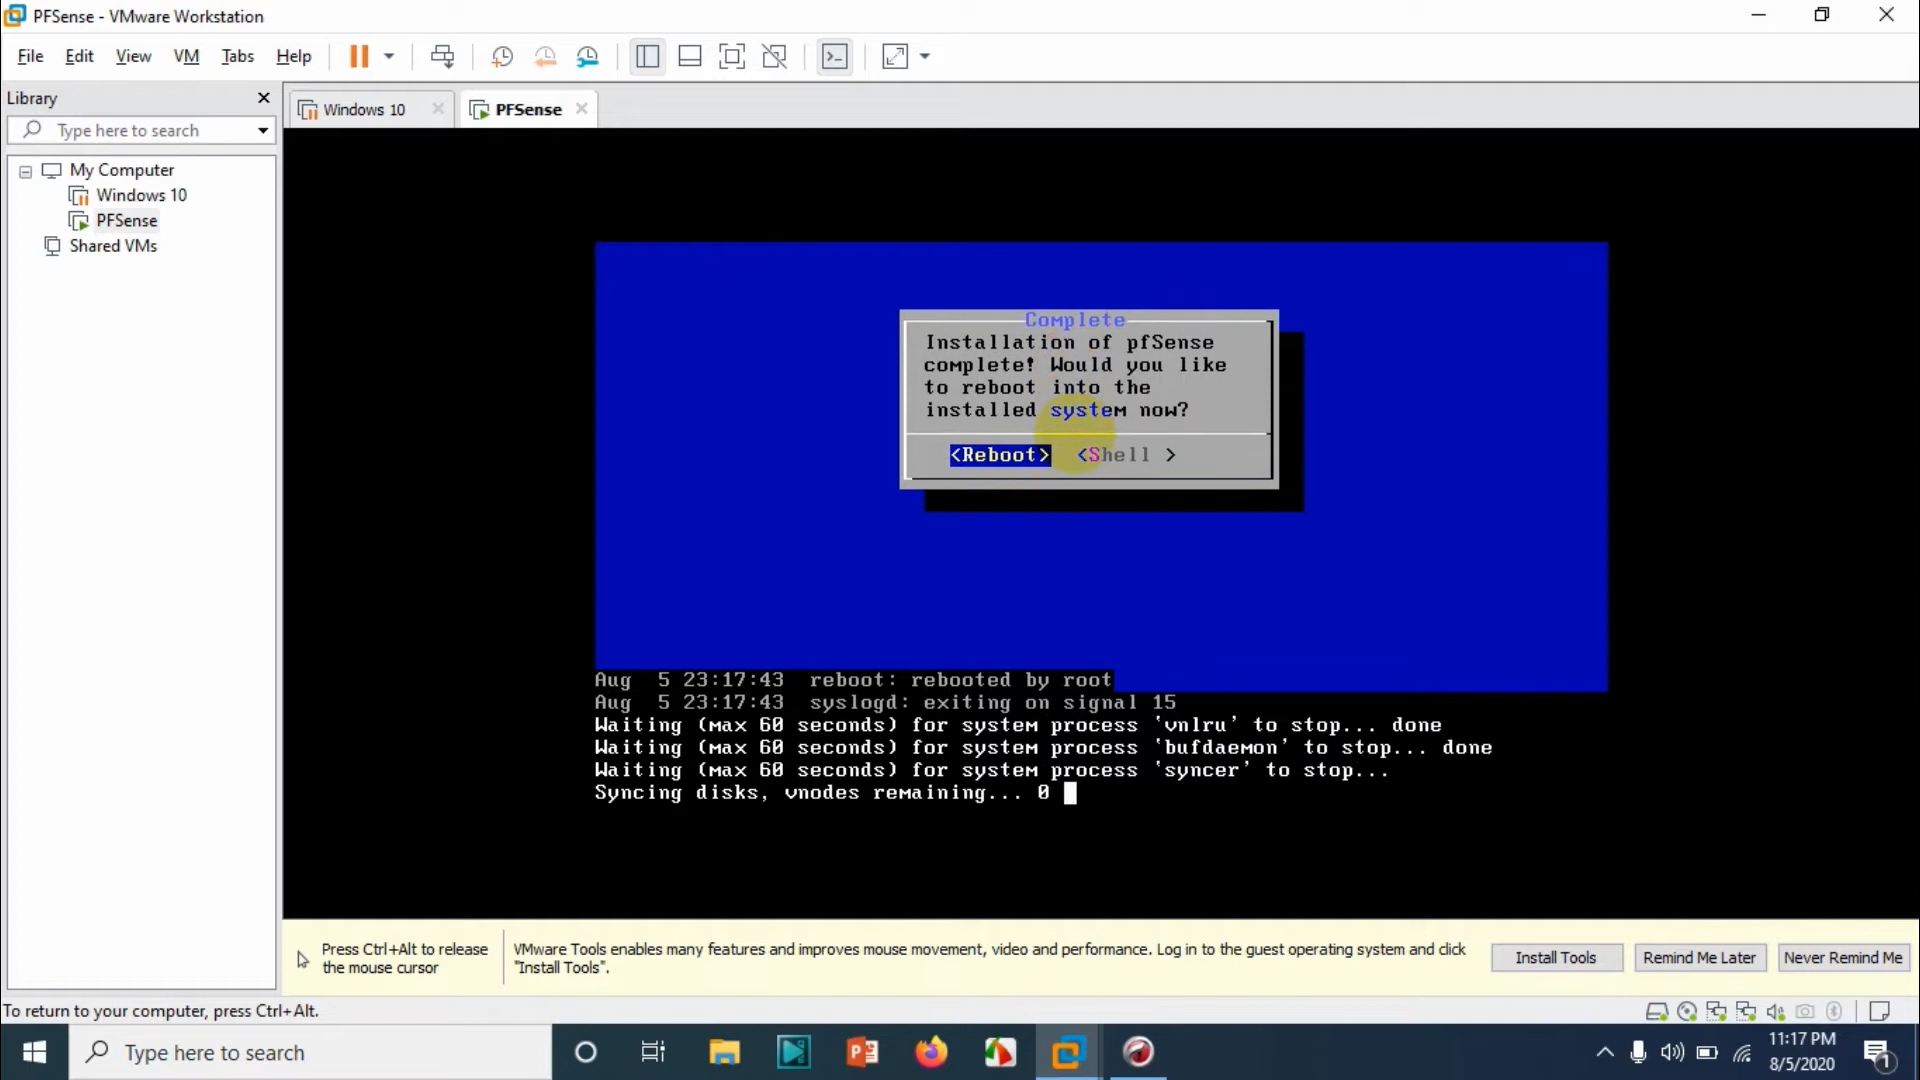 PFSense - VMware Workstation
File Edit View VM Tabs Help
Library
Type here to search
My Computer
Windows 10
PFSense
Shared VMs
Windows 10
PFSense
Complete
Installation of pfSense
complete! Would you like
to reboot into the
installed system now?
<Reboot> <Shell >
Aug 5 23:17:43 reboot: rebooted by root
Aug 5 23:17:43 syslogd: exiting on signal 15
Waiting (max 60 seconds) for system process `vnlru' to stop... done
Waiting (max 60 seconds) for system process `bufdaemon' to stop... done
Waiting (max 60 seconds) for system process `syncer' to stop...
Syncing disks, vnodes remaining... 0
Press Ctrl+Alt to release
the mouse cursor
VMware Tools enables many features and improves mouse movement, video and performance. Log in to the guest operating system and click
"Install Tools".
Install Tools
Remind Me Later
Never Remind Me
To return to your computer, press Ctrl+Alt.
Type here to search
11:17 PM
8/5/2020
1